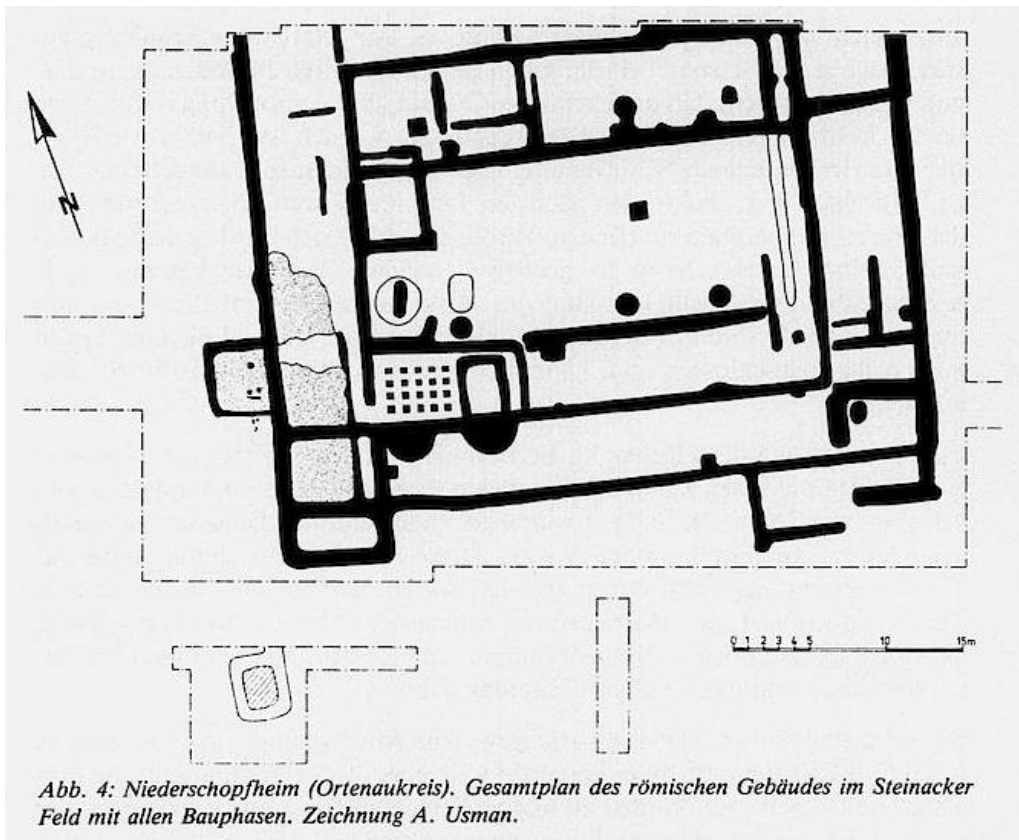 N
0 1 2 3 4 5 10 15m
Abb. 4: Niederschopfheim (Ortenaukreis). Gesamtplan des römischen Gebäudes im Steinacker
Feld mit allen Bauphasen. Zeichnung A. Usman.